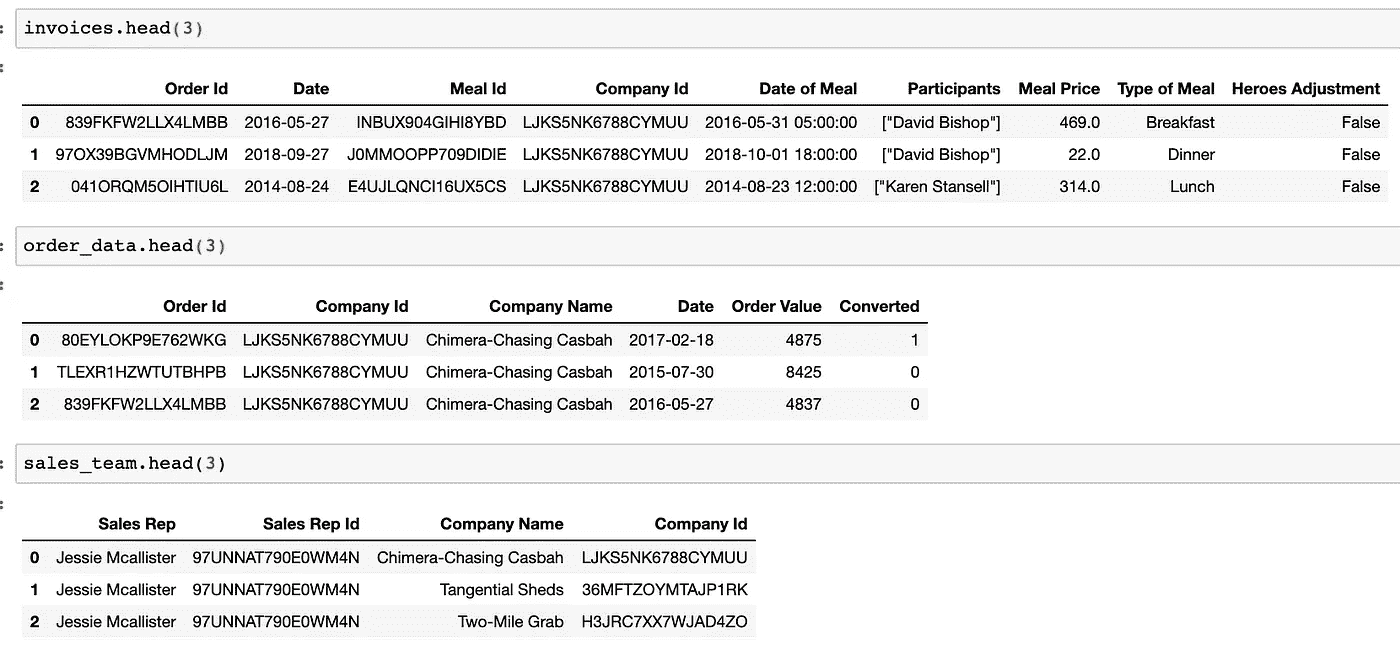 invoices.head(3)
Order Id Date Meal Id Company Id Date of Meal Participants Meal Price Type of Meal Heroes Adjustment
0 839FKFW2LLX4LMBB 2016-05-27 INBUX904GIHI8YBD LJKS5NK6788CYMUU 2016-05-31 05:00:00 ["David Bishop"] 469.0 Breakfast False
1 97OX39BGVMHODLJM 2018-09-27 J0MMOOPP709DIDIE LJKS5NK6788CYMUU 2018-10-01 18:00:00 ["David Bishop"] 22.0 Dinner False
2 041ORQM5OIHTIU6L 2014-08-24 E4UJLQNCI16UX5CS LJKS5NK6788CYMUU 2014-08-23 12:00:00 ["Karen Stansell"] 314.0 Lunch False
order_data.head(3)
Order Id Company Id Company Name Date Order Value Converted
0 80EYLOKP9E762WKG LJKS5NK6788CYMUU Chimera-Chasing Casbah 2017-02-18 4875 1
1 TLEXR1HZWTUTBHPB LJKS5NK6788CYMUU Chimera-Chasing Casbah 2015-07-30 8425 0
2 839FKFW2LLX4LMBB LJKS5NK6788CYMUU Chimera-Chasing Casbah 2016-05-27 4837 0
sales_team.head(3)
Sales Rep Sales Rep Id Company Name Company Id
0 Jessie Mcallister 97UNNAT790E0WM4N Chimera-Chasing Casbah LJKS5NK6788CYMUU
1 Jessie Mcallister 97UNNAT790E0WM4N Tangential Sheds 36MFTZOYMTAJP1RK
2 Jessie Mcallister 97UNNAT790E0WM4N Two-Mile Grab H3JRC7XX7WJAD4ZO